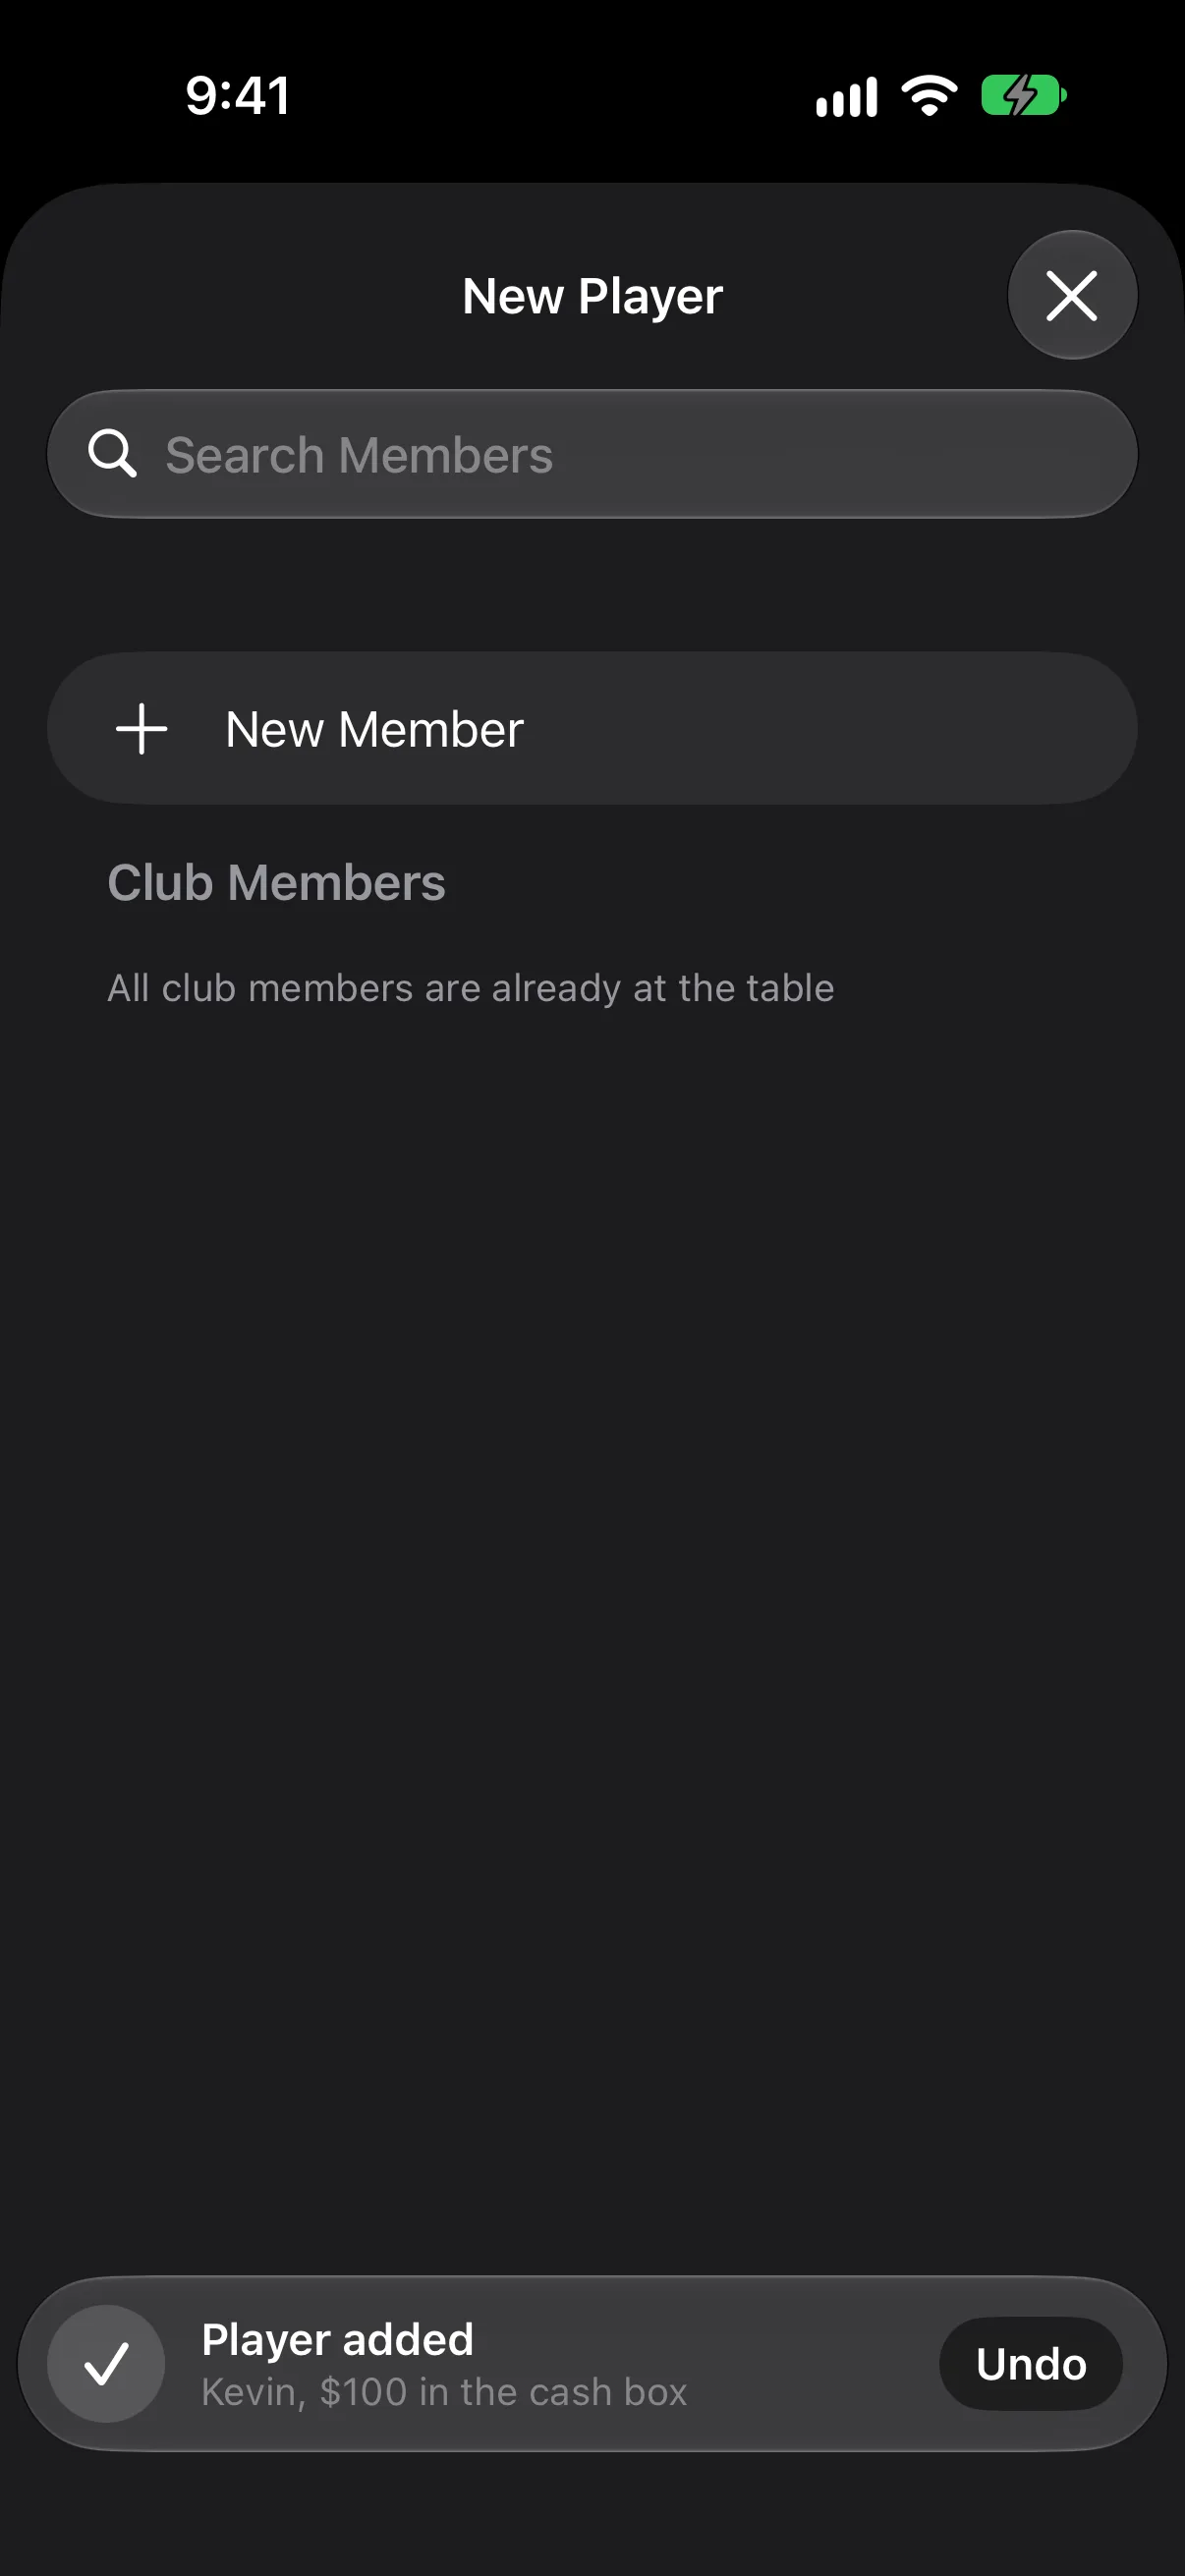 9:41
New Player
Search Members
New Member
Club Members
All club members are already at the table
Player added
Kevin, $100 in the cash box
Undo